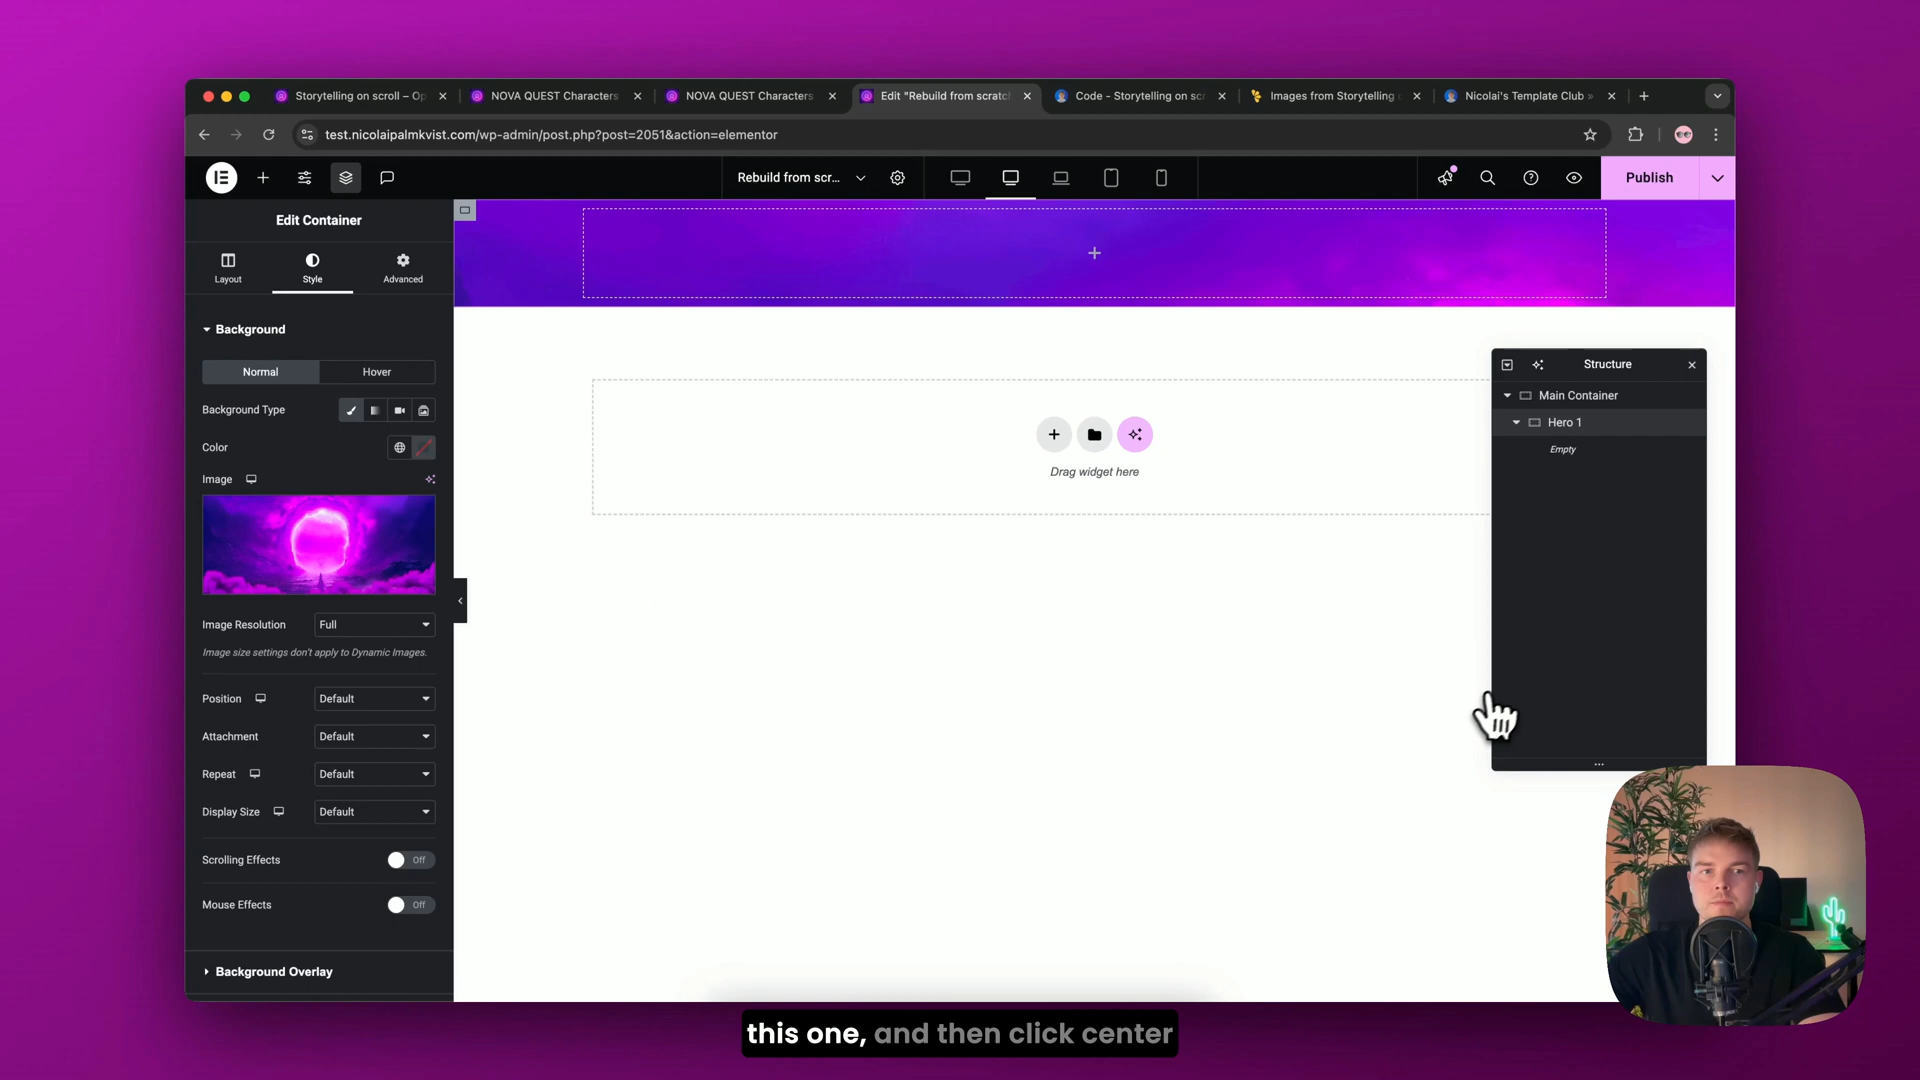 Storytelling on scroll – Op
NOVA QUEST Characters
NOVA QUEST Characters
Edit "Rebuild from scratch
Code - Storytelling on scr
Images from Storytelling
Nicolai's Template Club »
test.nicolaipalmkvist.com/wp-admin/post.php?post=2051&action=elementor
Rebuild from scr...
Publish
Edit Container
Layout
Style
Advanced
Background
Normal
Hover
Background Type
Color
Image
Image Resolution
Full
Image size settings don't apply to Dynamic Images.
Position
Default
Attachment
Default
Repeat
Default
Display Size
Default
Scrolling Effects
Off
Mouse Effects
Off
Background Overlay
Drag widget here
Structure
Main Container
Hero 1
Empty
this one, and then click center